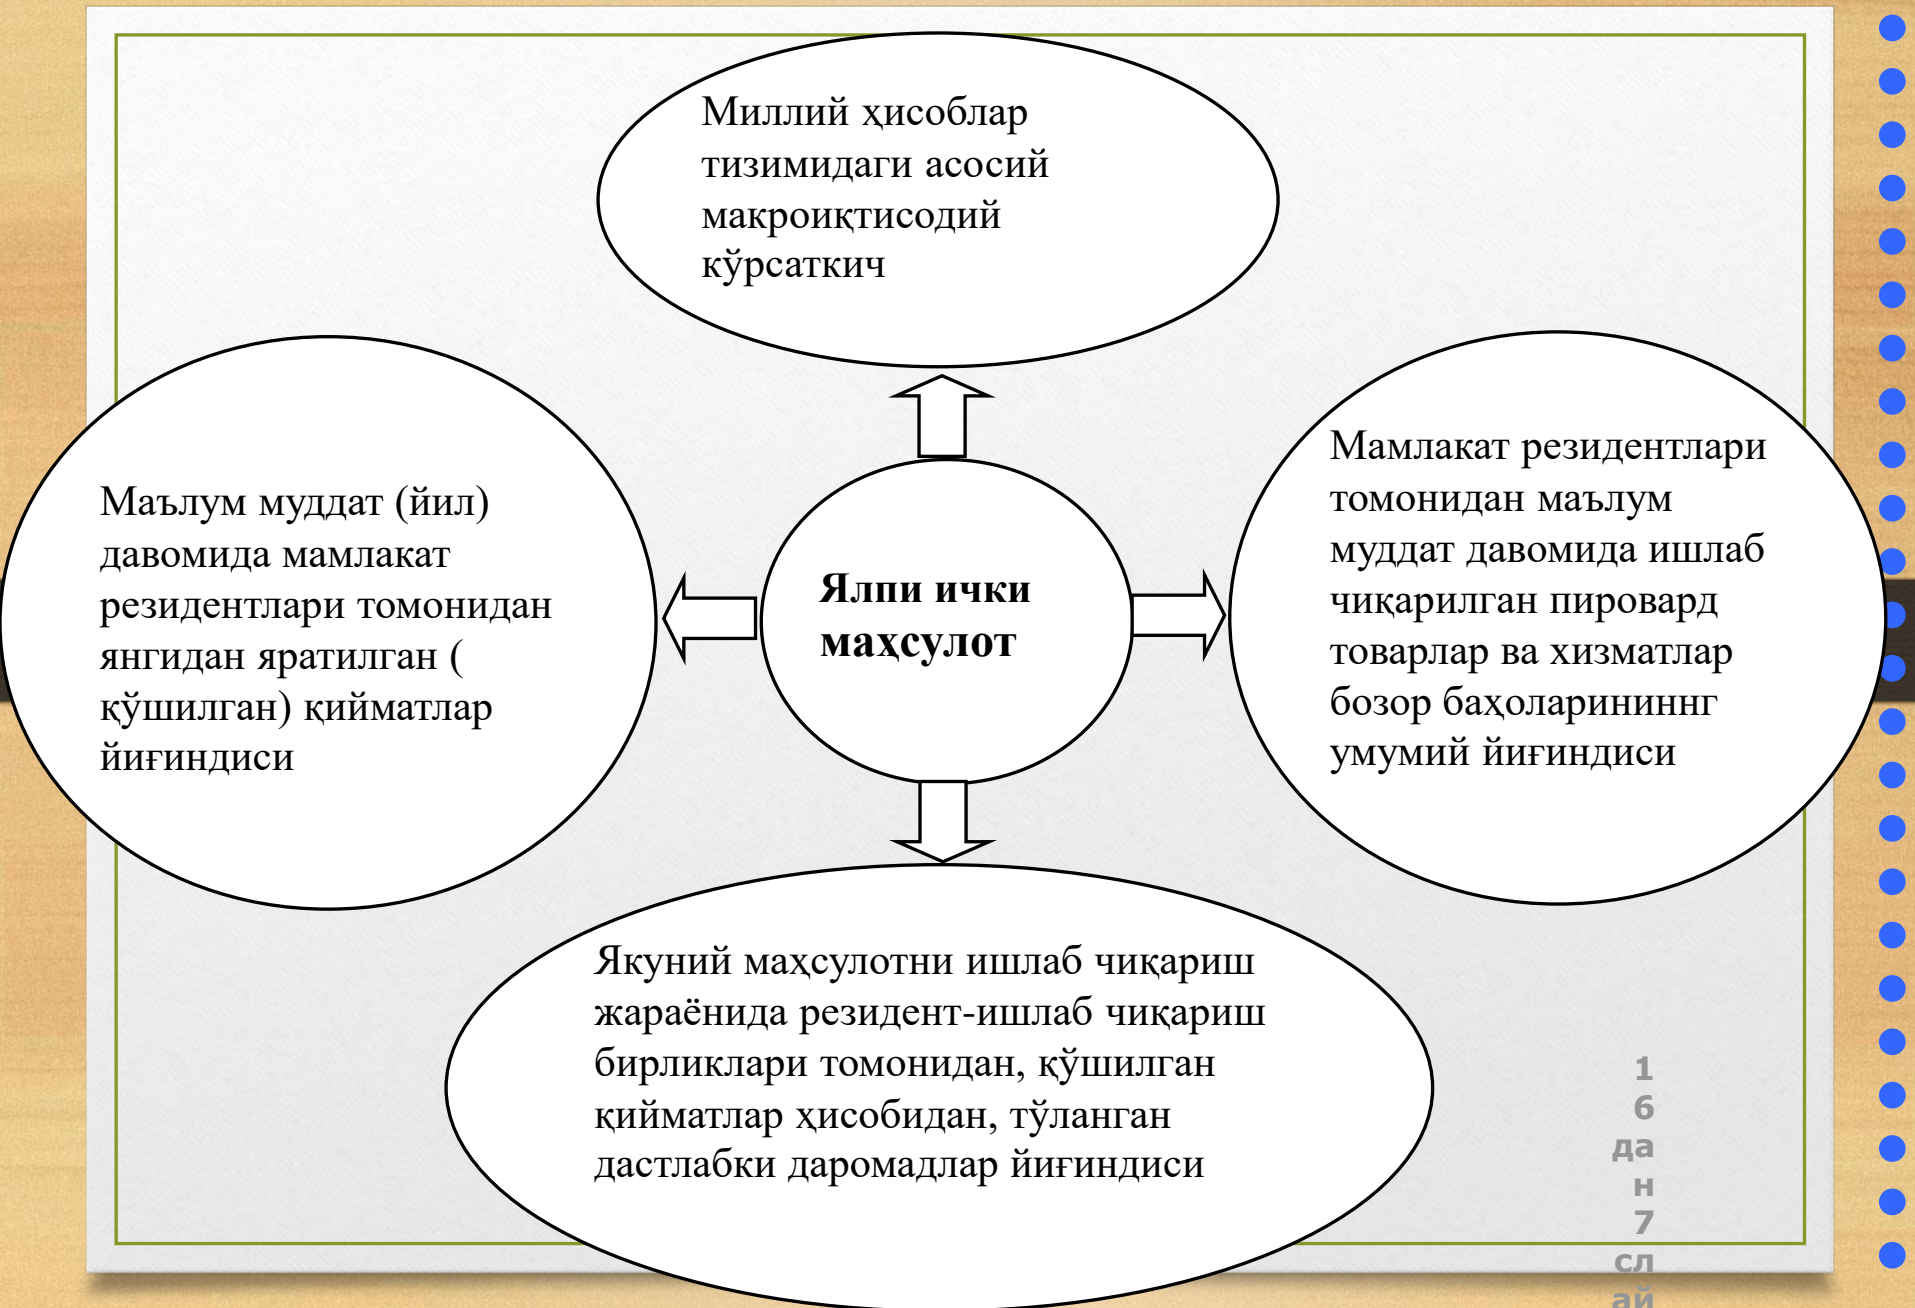 Миллий ҳисоблар
тизимидаги асосий
макроиқтисодий
кўрсаткич
Маълум муддат (йил)
давомида мамлакат
резидентлари томонидан
янгидан яратилган (
қўшилган) қийматлар
йиғиндиси
Ялпи ички
маҳсулот
Мамлакат резидентлари
томонидан маълум
муддат давомида ишлаб
чиқарилган пировард
товарлар ва хизматлар
бозор баҳоларининнг
умумий йиғиндиси
Якуний маҳсулотни ишлаб чиқариш
жараёнида резидент-ишлаб чиқариш
бирликлари томонидан, қўшилган
қийматлар ҳисобидан, тўланган
дастлабки даромадлар йиғиндиси
1
6
да
н
7
сл
ай